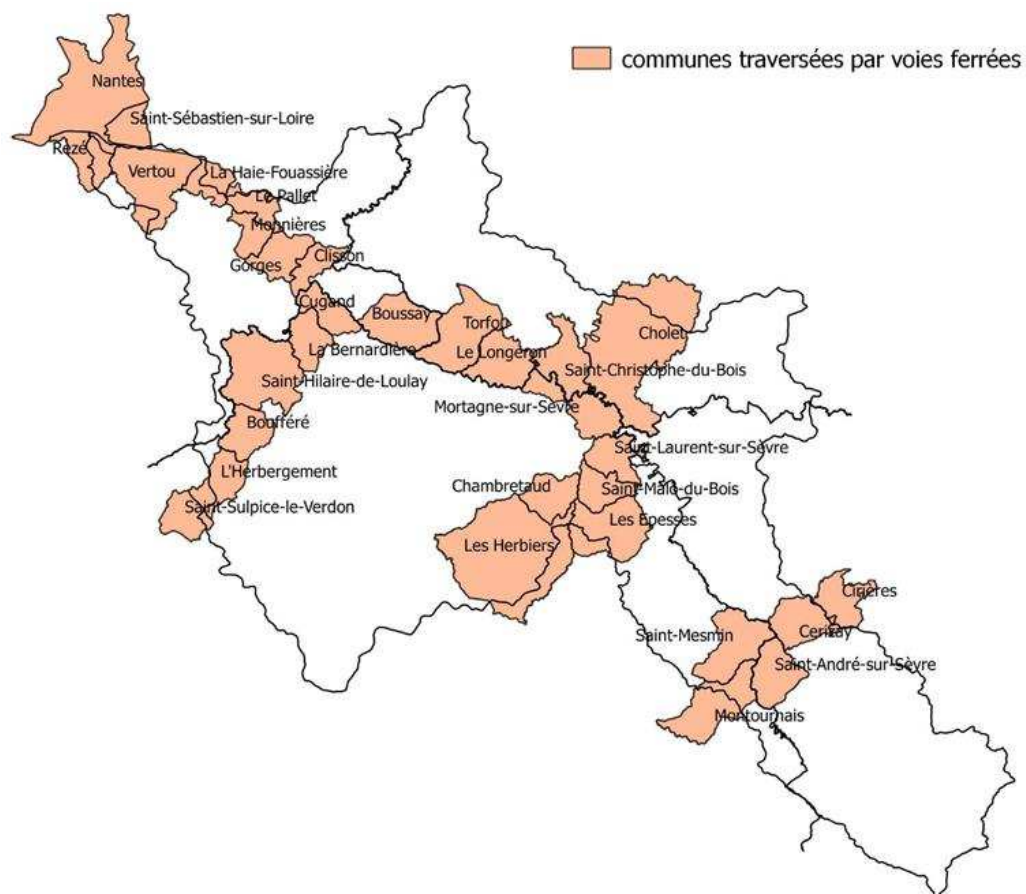 communes traversées par voies ferrées
Nantes
Saint-Sébastien-sur-Loire
Rezé
Vertou
La Haie-Fouassière
Le Pallet
Monnières
Gorges
Clisson
Cugand
Boussay
Torfou
Cholet
La Bernardière
Le Longeron
Saint-Christophe-du-Bois
Saint-Hilaire-de-Loulay
Mortagne-sur-Sèvre
Boufféré
Saint-Laurent-sur-Sèvre
L'Herbergement
Chambretaud
Saint-Malo-du-Bois
Saint-Sulpice-le-Verdon
Les Epesses
Les Herbiers
Cirières
Saint-Mesmin
Cerizay
Saint-André-sur-Sèvre
Montournais